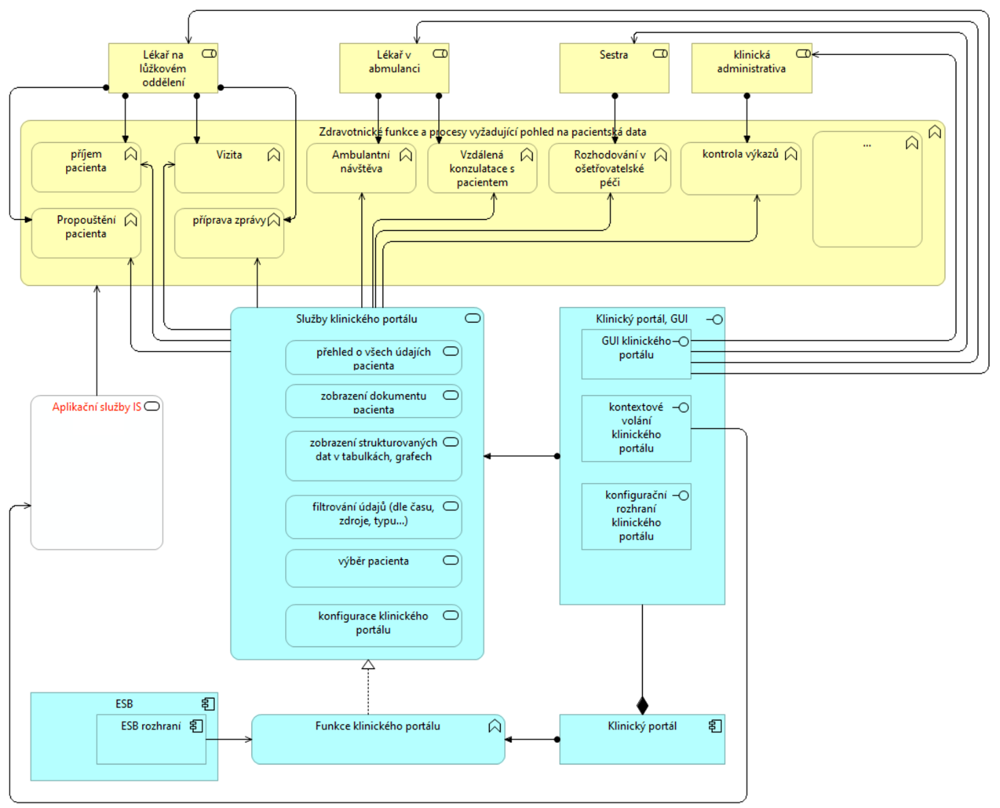 Lékař na
lůžkovém
oddělení
Lékař v
abmulanci
Sestra
klinická
administrativa
Zdravotnické funkce a procesy vyžadující pohled na pacientská data
příjem
pacienta
Vizita
Ambulantní
návštěva
Vzdálená
konzulatace s
pacientem
Rozhodování v
ošetřovatelské
péči
kontrola výkazů
...
Propouštění
pacienta
příprava zprávy
Služby klinického portálu
přehled o všech údajích
pacienta
zobrazení dokumentu
pacienta
zobrazení strukturovaných
dat v tabulkách, grafech
filtrování údajů (dle času,
zdroje, typu...)
výběr pacienta
konfigurace klinického
portálu
Klinický portál, GUI
GUI klinického
portálu
kontextové
volání
klinického
portálu
konfigurační
rozhraní
klinického
portálu
Aplikační služby IS
ESB
ESB rozhraní
Funkce klinického portálu
Klinický portál